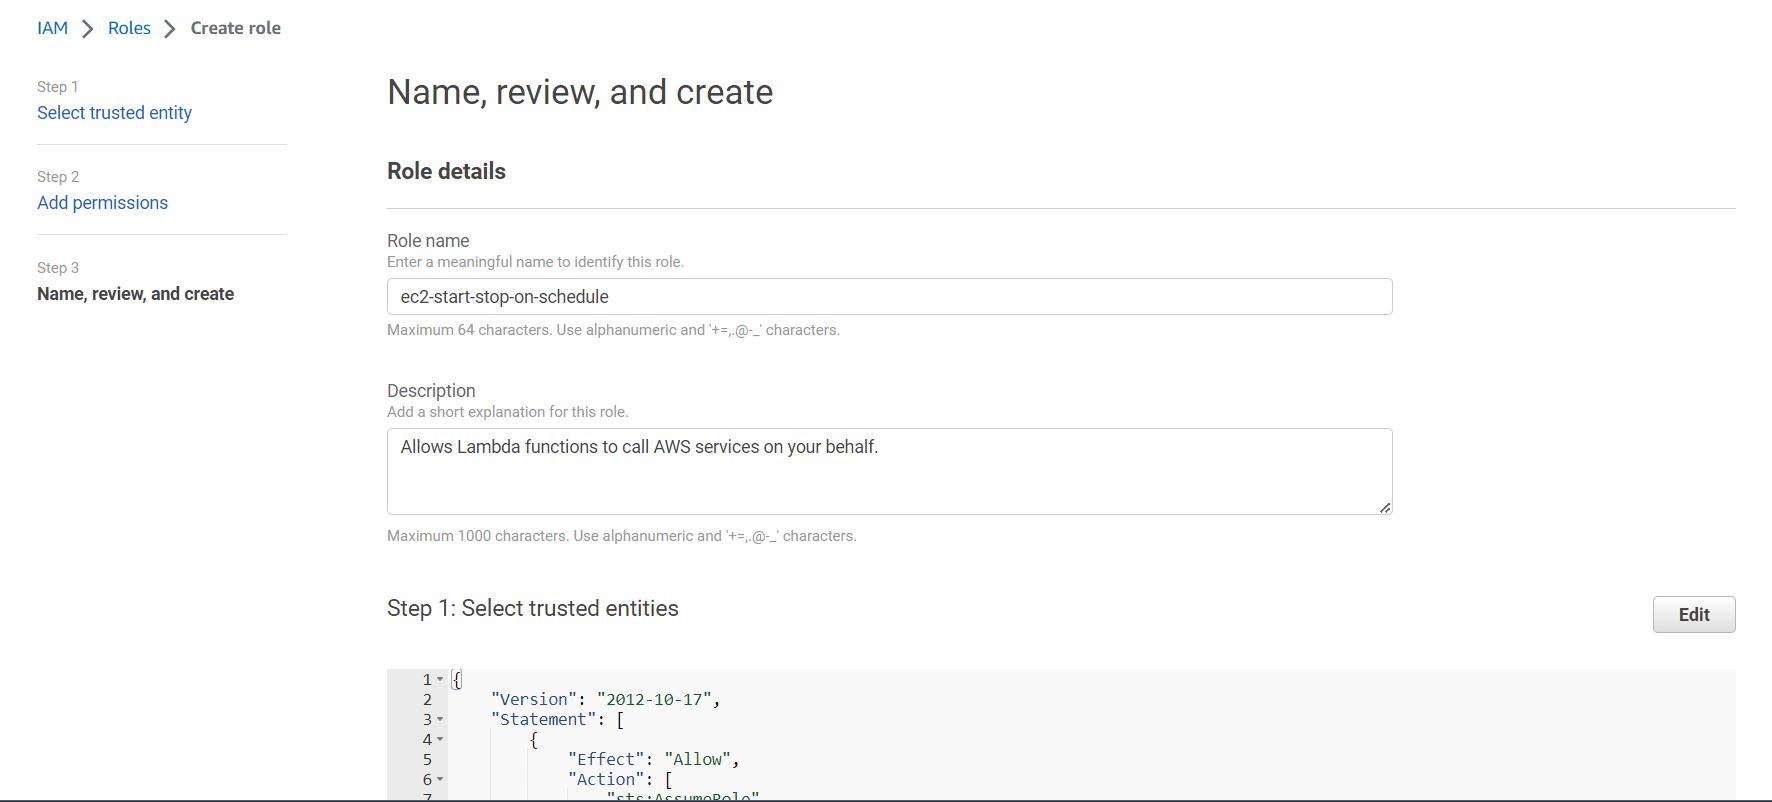 IAM > Roles > Create role
Step 1
Select trusted entity
Step 2
Add permissions
Step 3
Name, review, and create
Name, review, and create
Role details
Role name
Enter a meaningful name to identify this role.
ec2-start-stop-on-schedule
Maximum 64 characters. Use alphanumeric and '+=,.@-_' characters.
Description
Add a short explanation for this role.
Allows Lambda functions to call AWS services on your behalf.
Maximum 1000 characters. Use alphanumeric and '+=,.@-_' characters.
Step 1: Select trusted entities
Edit
1 {
2 "Version": "2012-10-17",
3 "Statement": [
4 {
5 "Effect": "Allow",
6 "Action": [
7 "sts:AssumeRole"